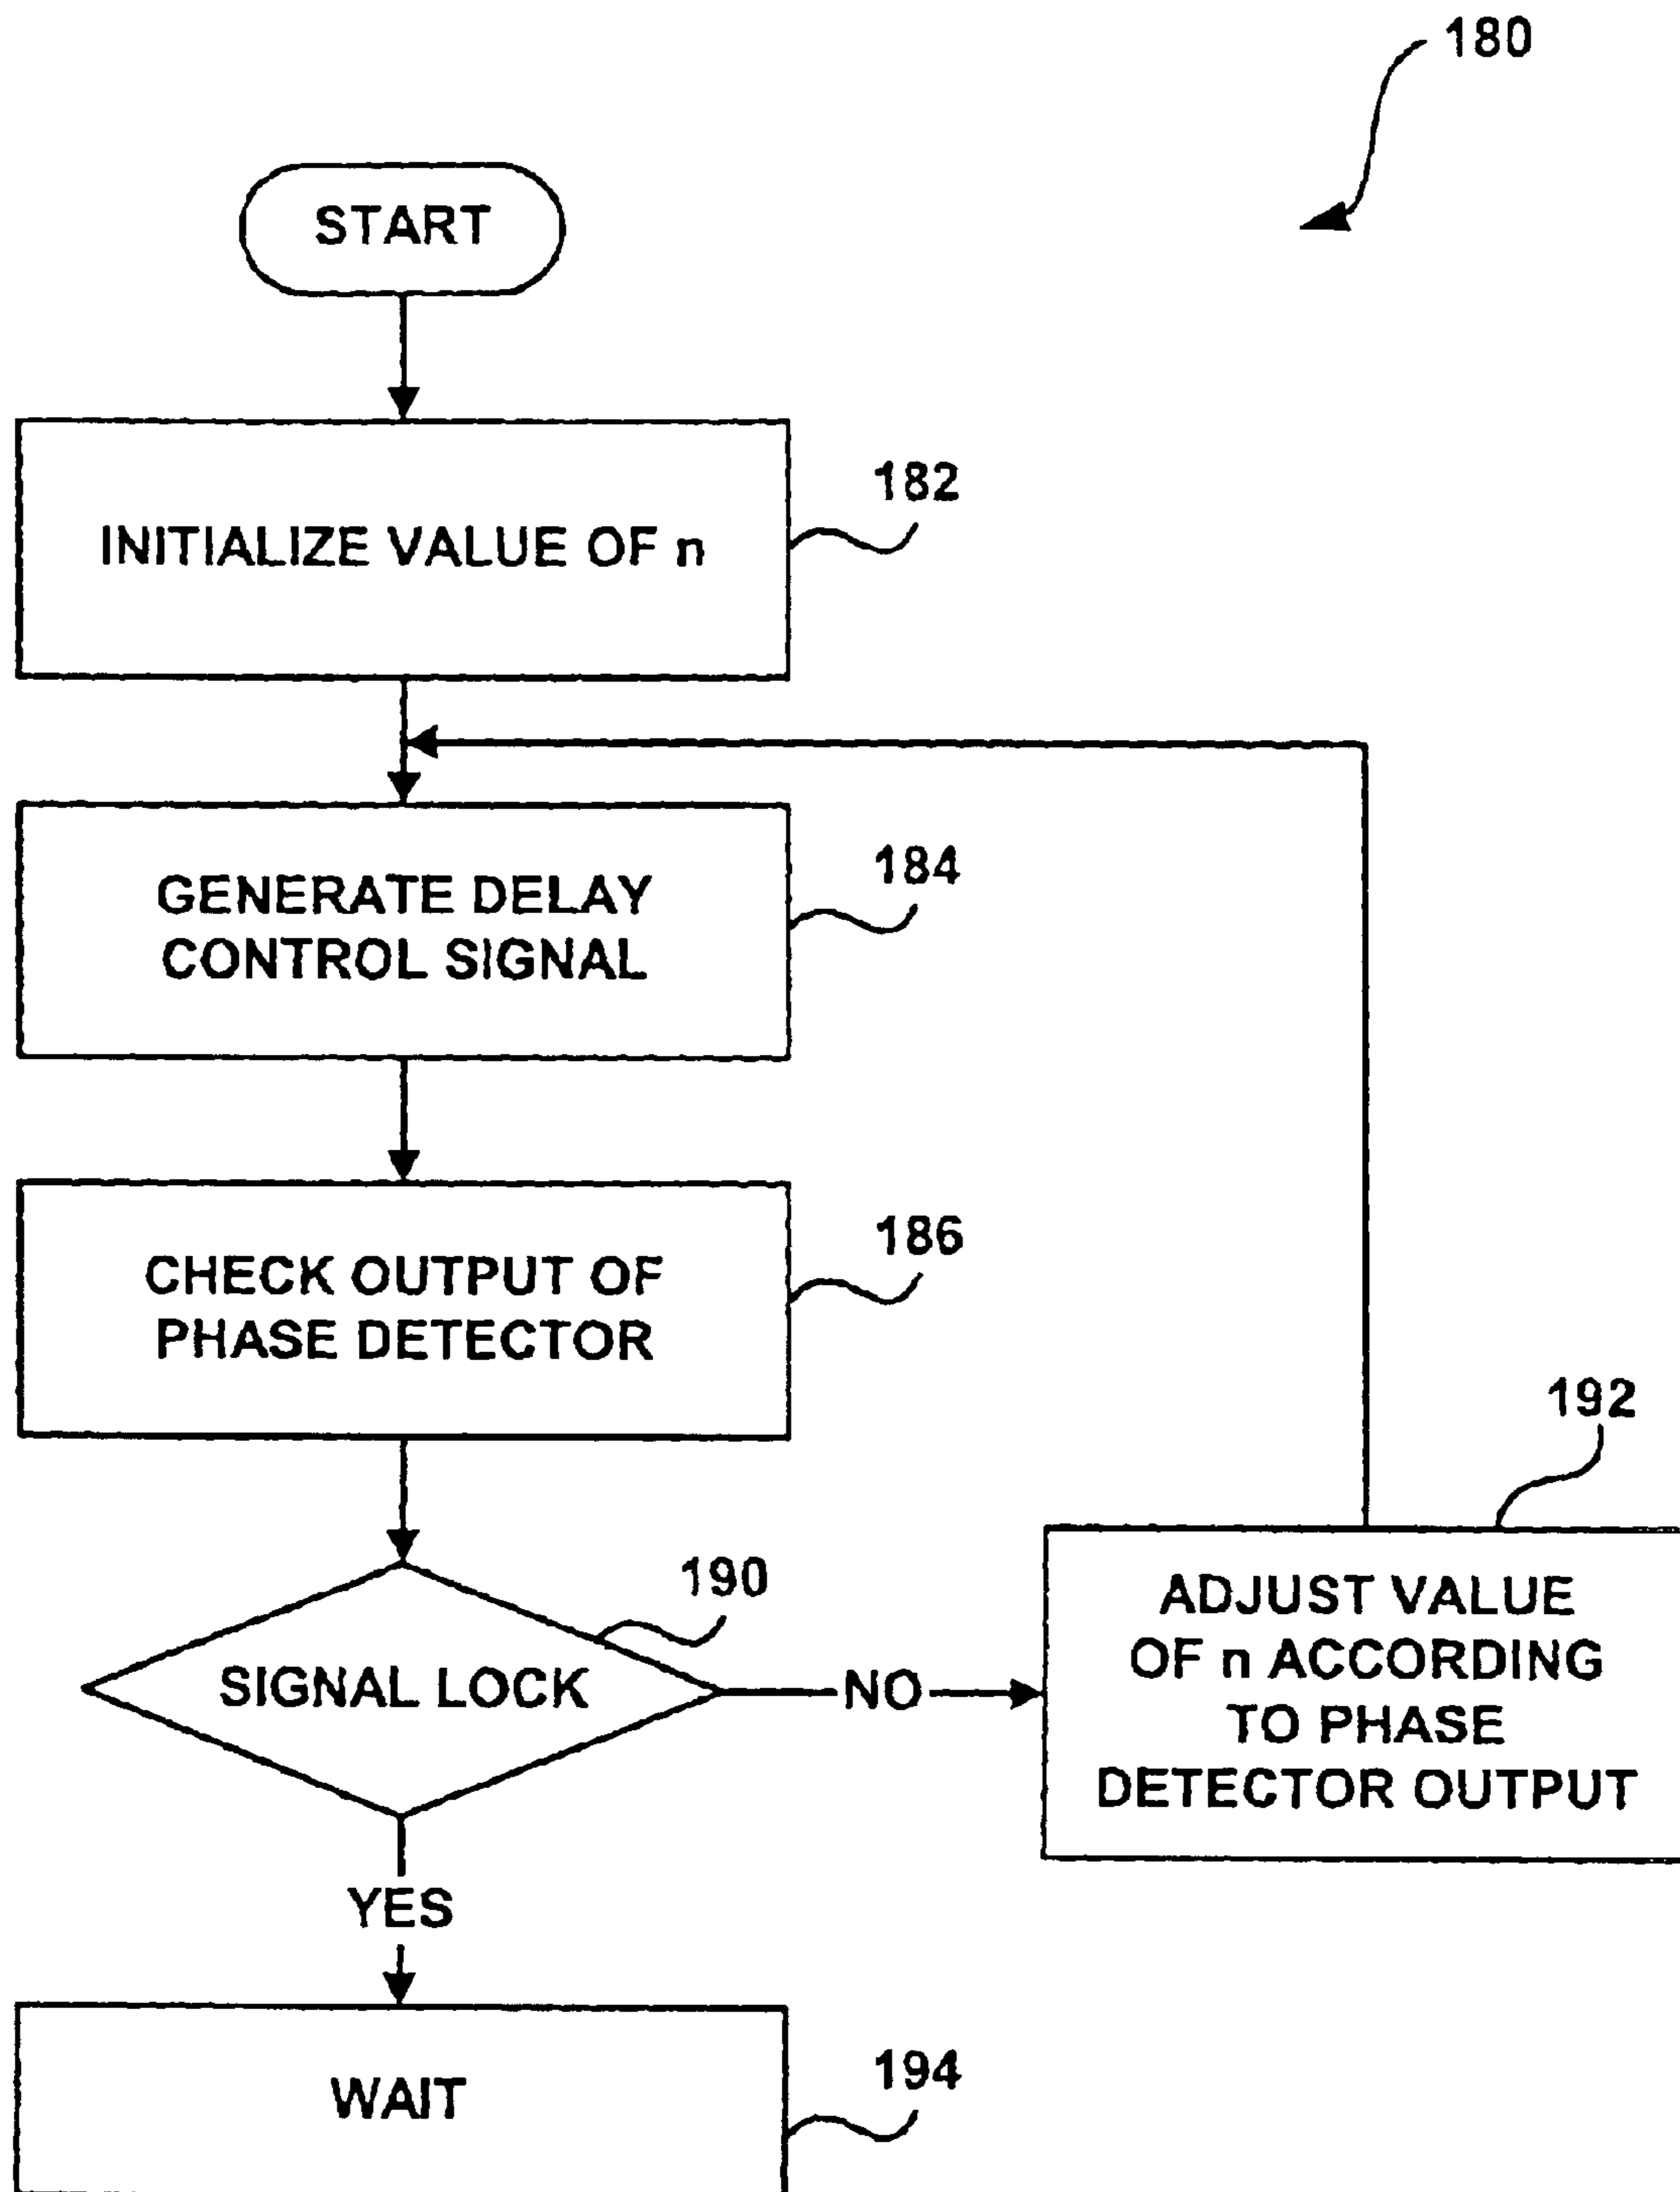 180
START
182
INITIALIZE VALUE OF n
184
GENERATE DELAY
CONTROL SIGNAL
186
CHECK OUTPUT OF
PHASE DETECTOR
192
190
SIGNAL LOCK
NO
ADJUST VALUE
OF n ACCORDING
TO PHASE
DETECTOR OUTPUT
YES
194
WAIT